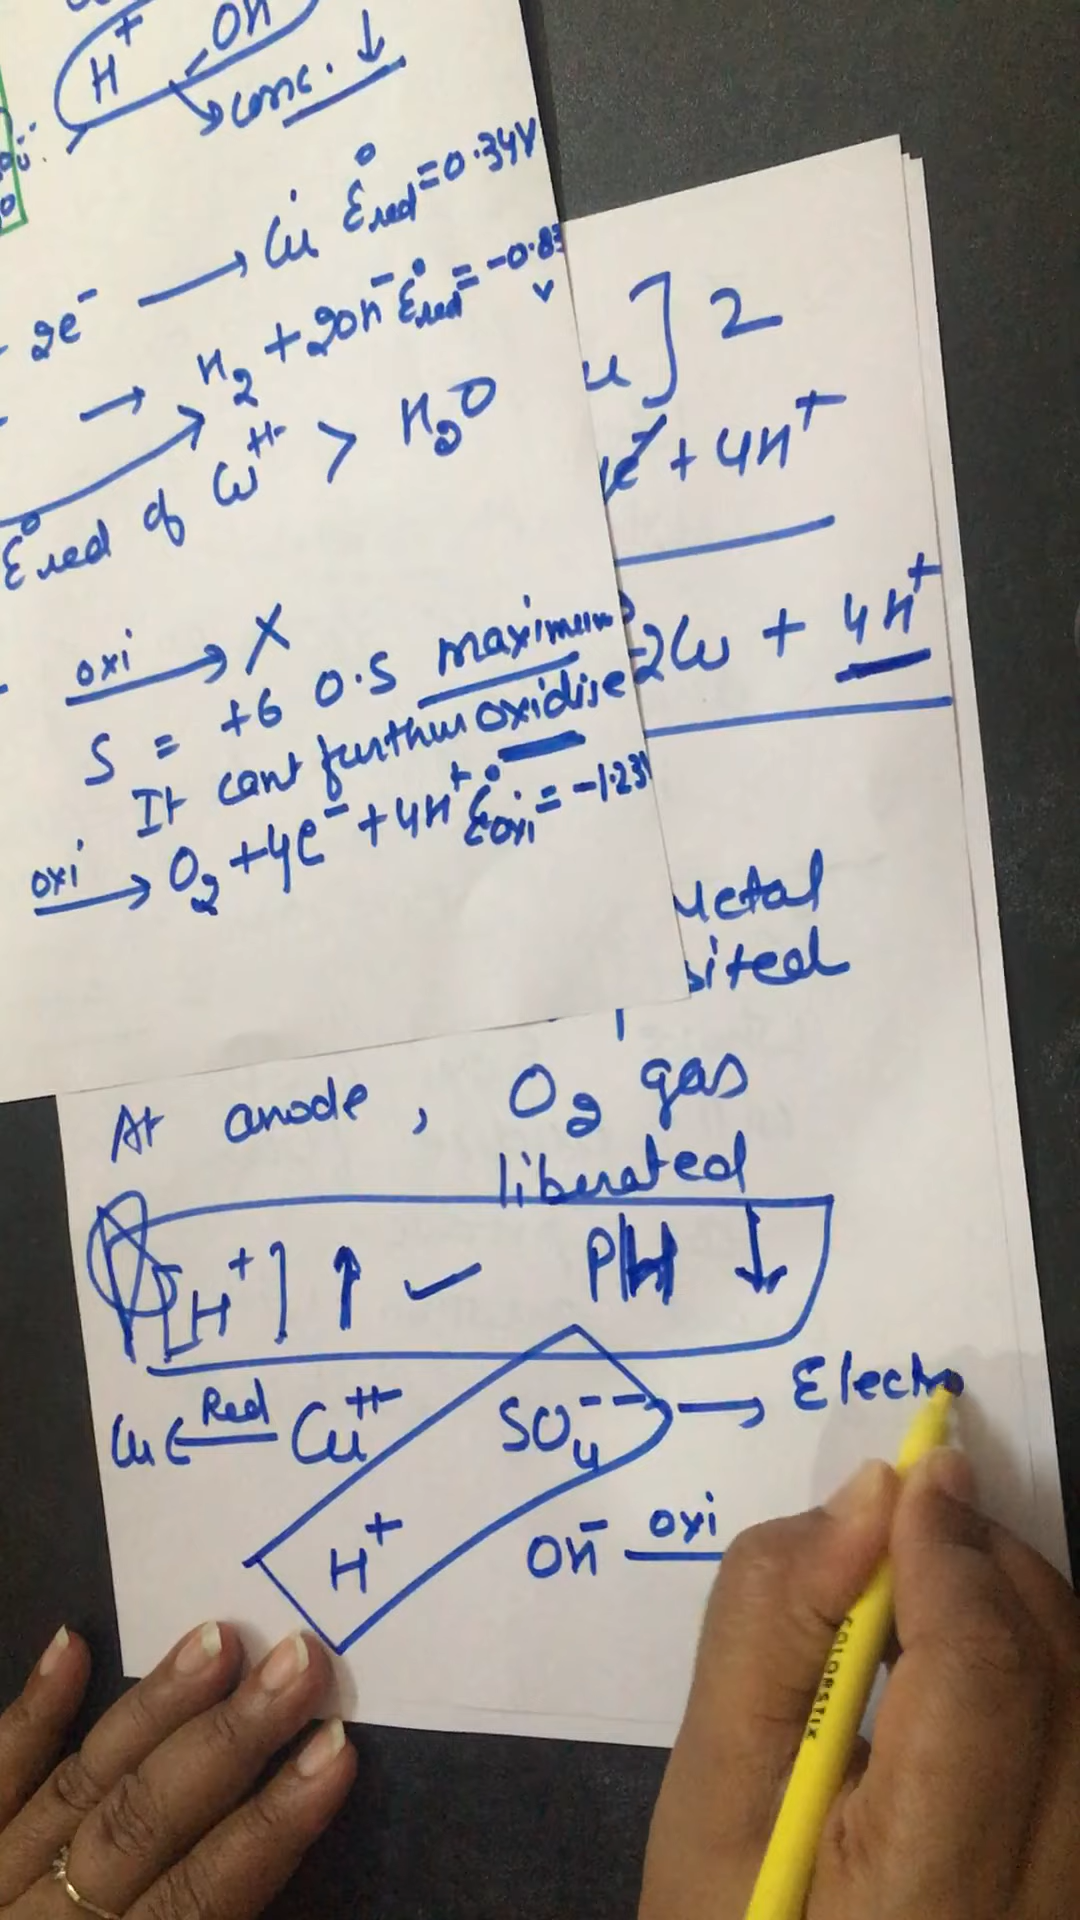 H⁺ OH⁻
→ conc. ↓
2e⁻ → Cu E°red = 0.34V
→ H₂ + 2OH⁻ E°red = -0.83
V
E°red of Cu⁺⁺ > H₂O
oxi → X
S = +6 O.S maximum
It cant further oxidise
oxi → O₂ + 4e⁻ + 4H⁺ E°oxi = -1.23V
] 2
e⁻ + 4H⁺
2Cu + 4H⁺
At anode, O₂ gas
liberated
[H⁺] ↑ ✓ PH ↓
Cu ← Red Cu⁺⁺ SO₄⁻⁻ → Electro
H⁺ OH⁻ oxi
COLORSTIX